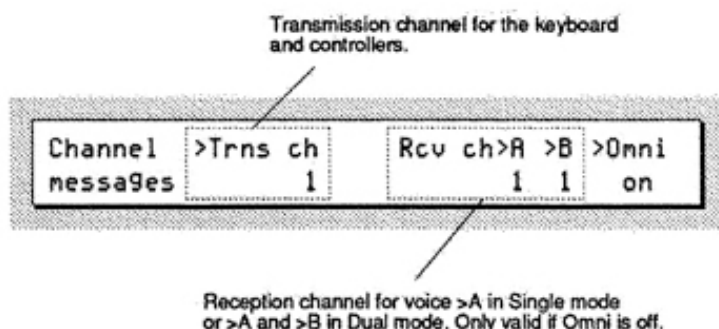 Transmission channel for the keyboard
and controllers.
Channel >Trns ch Rcv ch>A >B >Omni
messages 1 1 1 on
Reception channel for voice >A in Single mode
or >A and >B in Dual mode. Only valid if Omni is off.